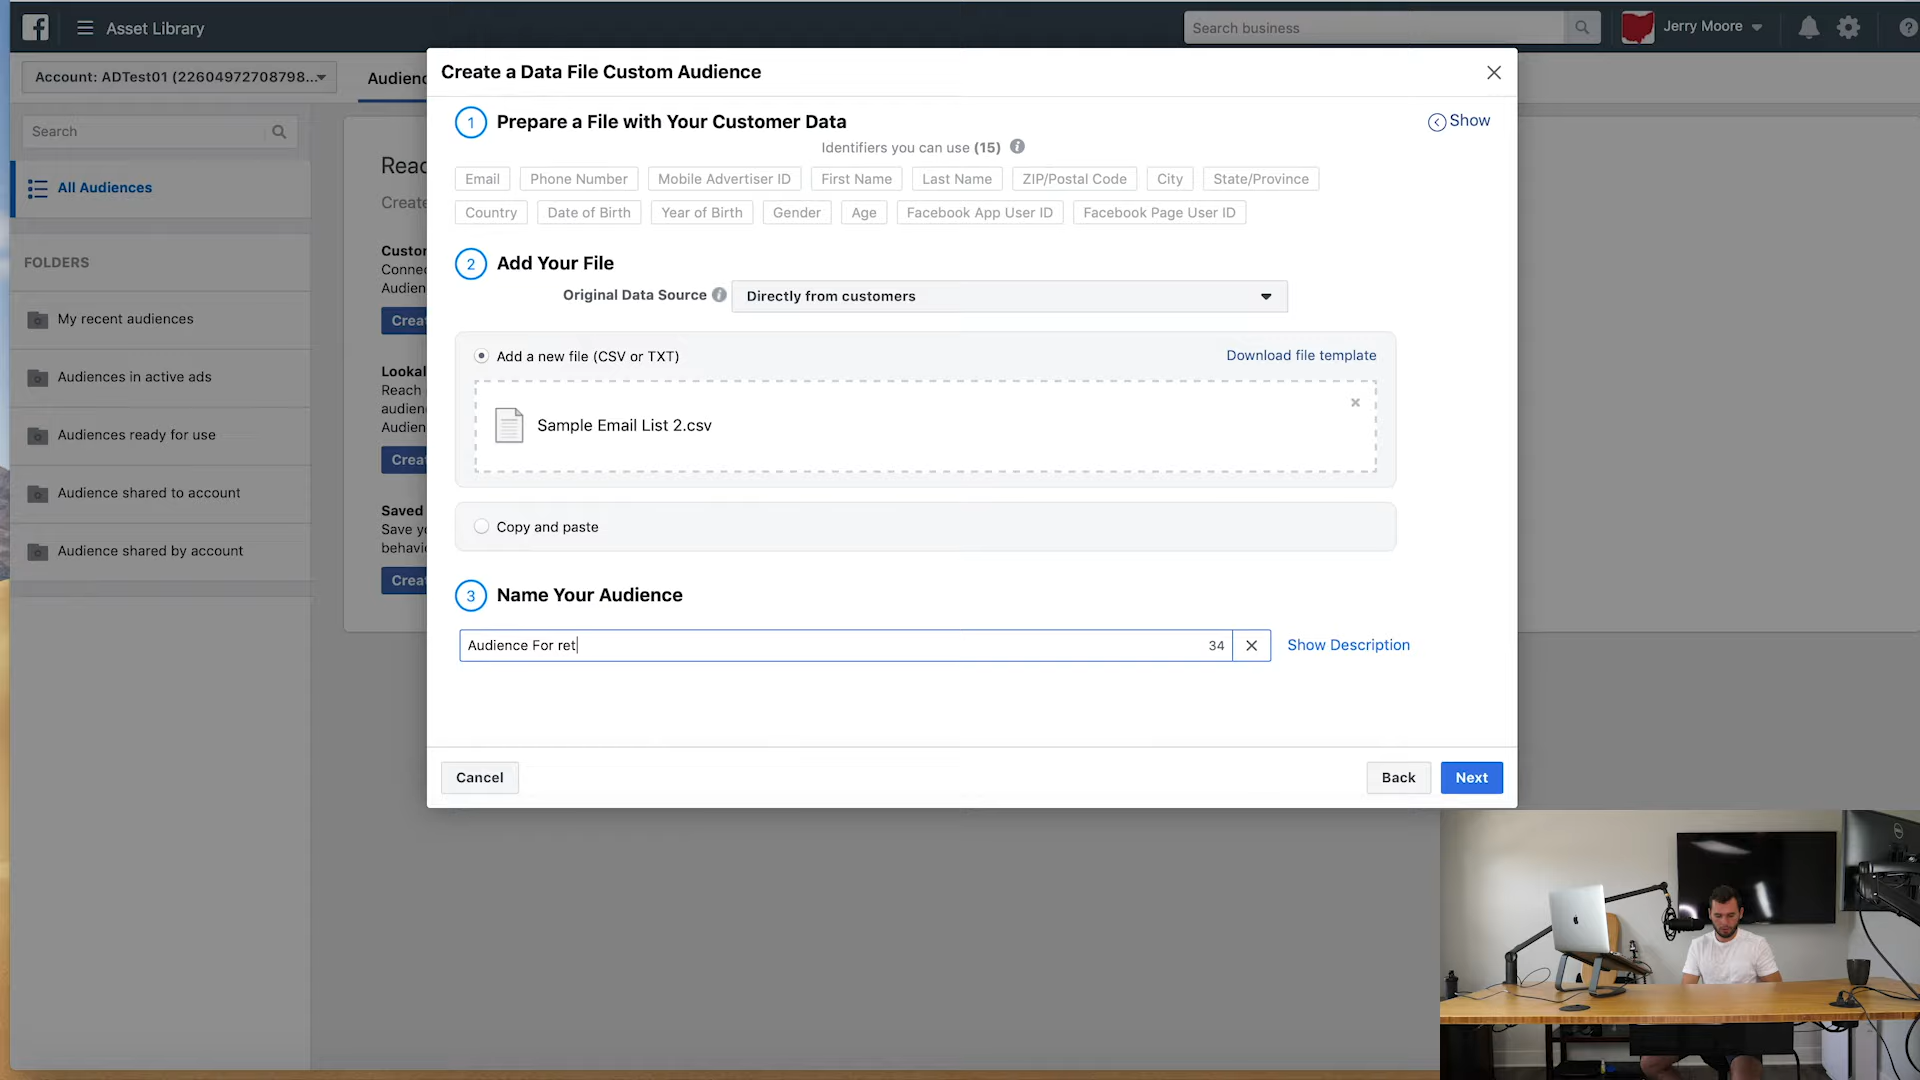 Asset Library
Search business
Jerry Moore
Account: ADTest01 (22604972708798...
Audienc
Search
All Audiences
FOLDERS
My recent audiences
Audiences in active ads
Audiences ready for use
Audience shared to account
Audience shared by account
Reac
Create
Custor
Connec
Audien
Creat
Lookal
Reach
audien
Audien
Creat
Saved
Save yo
behavio
Creat
Create a Data File Custom Audience
1 Prepare a File with Your Customer Data
Show
Identifiers you can use (15)
Email Phone Number Mobile Advertiser ID First Name Last Name ZIP/Postal Code City State/Province
Country Date of Birth Year of Birth Gender Age Facebook App User ID Facebook Page User ID
2 Add Your File
Original Data Source Directly from customers
Add a new file (CSV or TXT)
Download file template
Sample Email List 2.csv
Copy and paste
3 Name Your Audience
Audience For ret
34
Show Description
Cancel
Back
Next